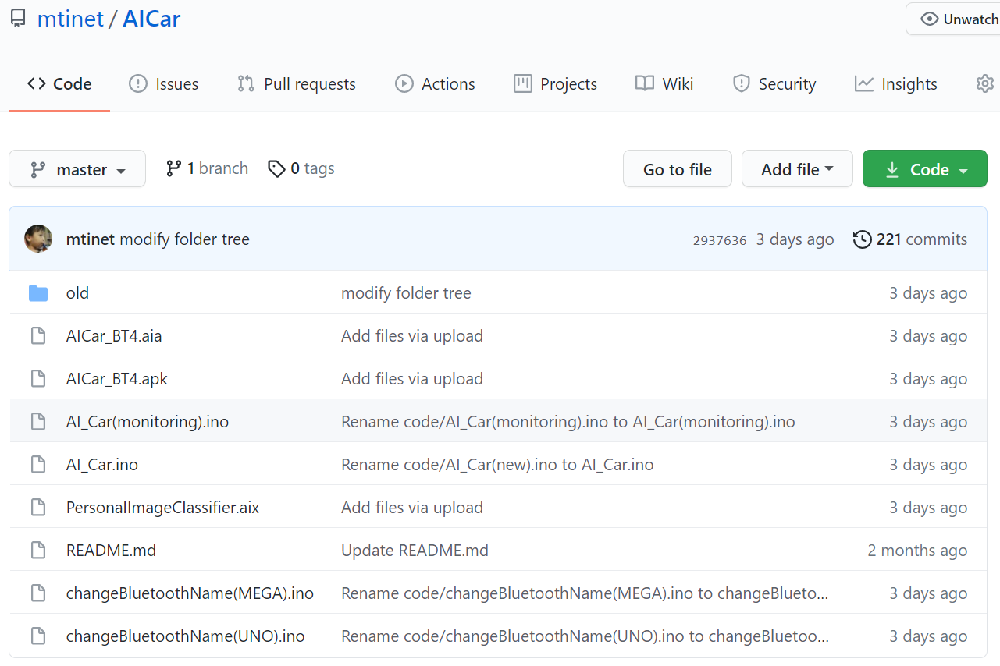 mtinet / AICar
Unwatch
Code Issues Pull requests Actions Projects Wiki Security Insights
master 1 branch 0 tags Go to file Add file Code
mtinet modify folder tree 2937636 3 days ago 221 commits
old modify folder tree 3 days ago
AICar_BT4.aia Add files via upload 3 days ago
AICar_BT4.apk Add files via upload 3 days ago
AI_Car(monitoring).ino Rename code/AI_Car(monitoring).ino to AI_Car(monitoring).ino 3 days ago
AI_Car.ino Rename code/AI_Car(new).ino to AI_Car.ino 3 days ago
PersonalImageClassifier.aix Add files via upload 3 days ago
README.md Update README.md 2 months ago
changeBluetoothName(MEGA).ino Rename code/changeBluetoothName(MEGA).ino to changeBlueto... 3 days ago
changeBluetoothName(UNO).ino Rename code/changeBluetoothName(UNO).ino to changeBluetoo... 3 days ago